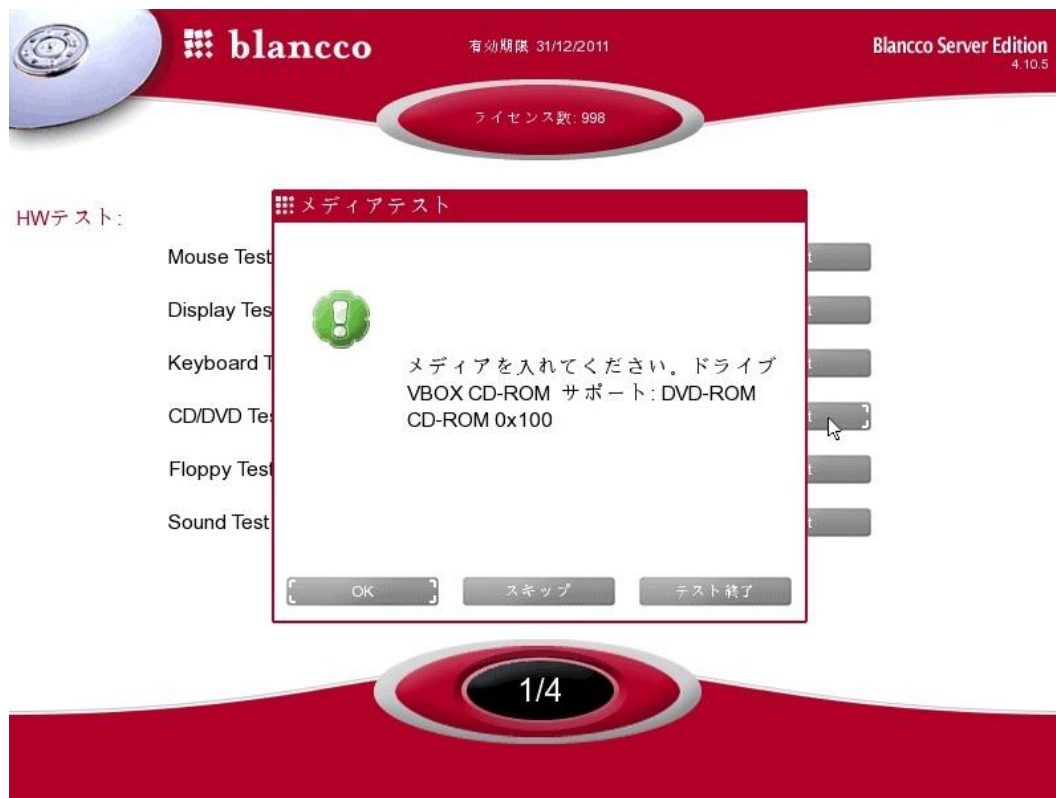 blancco
有効期限 31/12/2011
Blancco Server Edition
4.10.5
ライセンス数: 998
HWテスト:
メディアテスト
Mouse Test
Display Tes
Keyboard T
CD/DVD Tes
Floppy Test
Sound Test
メディアを入れてください。ドライブ
VBOX CD-ROM サポート: DVD-ROM
CD-ROM 0x100
OK
スキップ
テスト終了
1/4